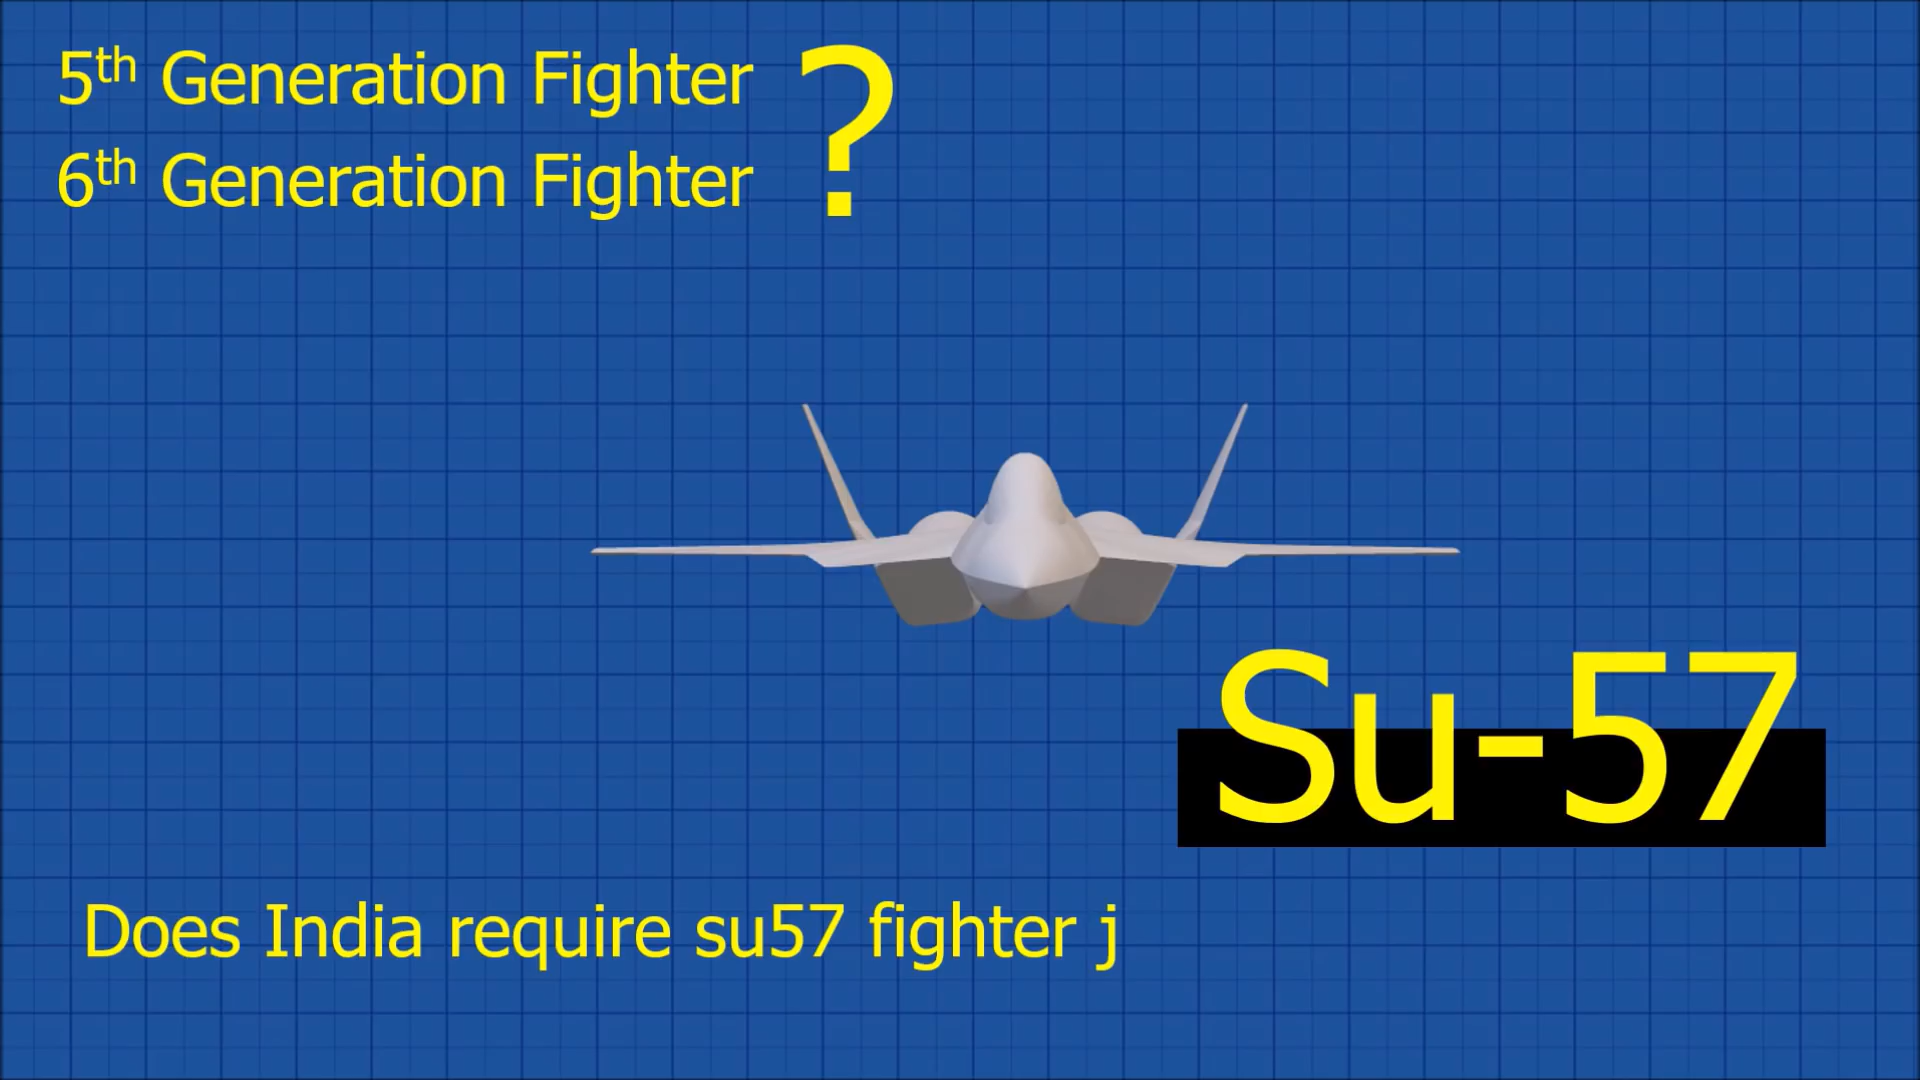 5th Generation Fighter
6th Generation Fighter
?
Su-57
Does India require su57 fighter j